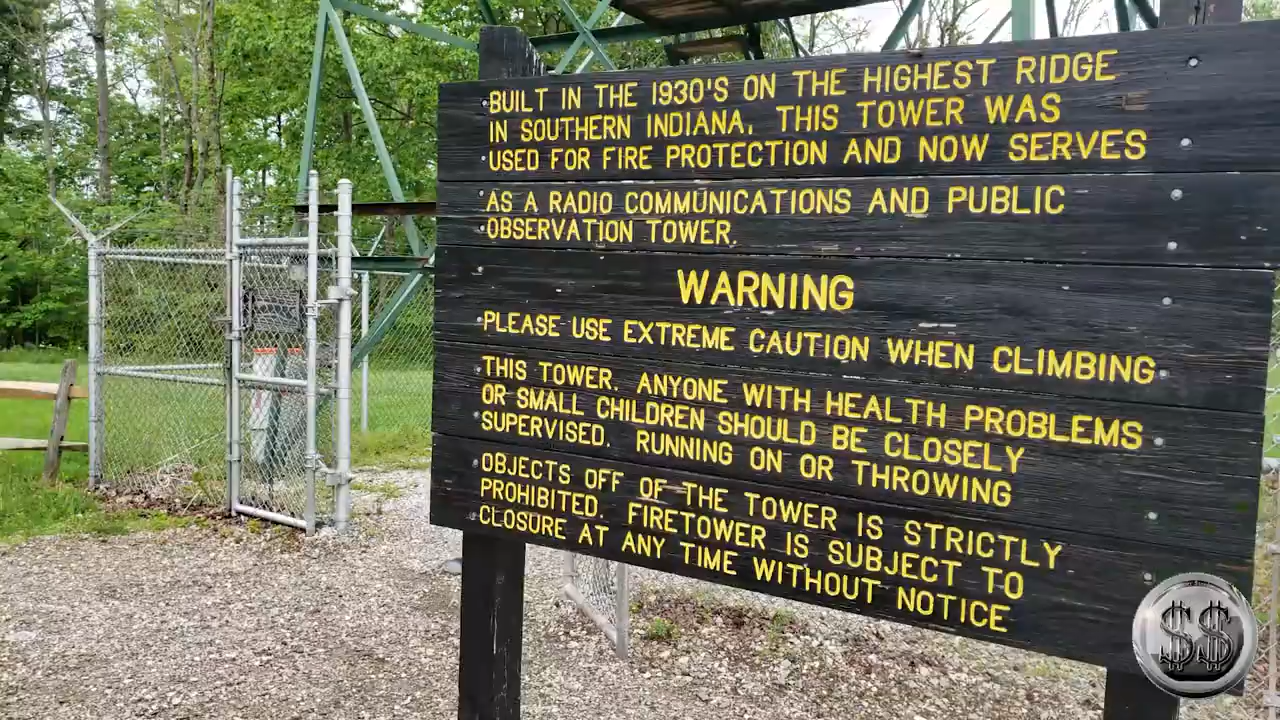 BUILT IN THE 1930'S ON THE HIGHEST RIDGE
IN SOUTHERN INDIANA, THIS TOWER WAS
USED FOR FIRE PROTECTION AND NOW SERVES
AS A RADIO COMMUNICATIONS AND PUBLIC
OBSERVATION TOWER.
WARNING
PLEASE USE EXTREME CAUTION WHEN CLIMBING
THIS TOWER. ANYONE WITH HEALTH PROBLEMS
OR SMALL CHILDREN SHOULD BE CLOSELY
SUPERVISED. RUNNING ON OR THROWING
OBJECTS OFF OF THE TOWER IS STRICTLY
PROHIBITED. FIRETOWER IS SUBJECT TO
CLOSURE AT ANY TIME WITHOUT NOTICE
$$